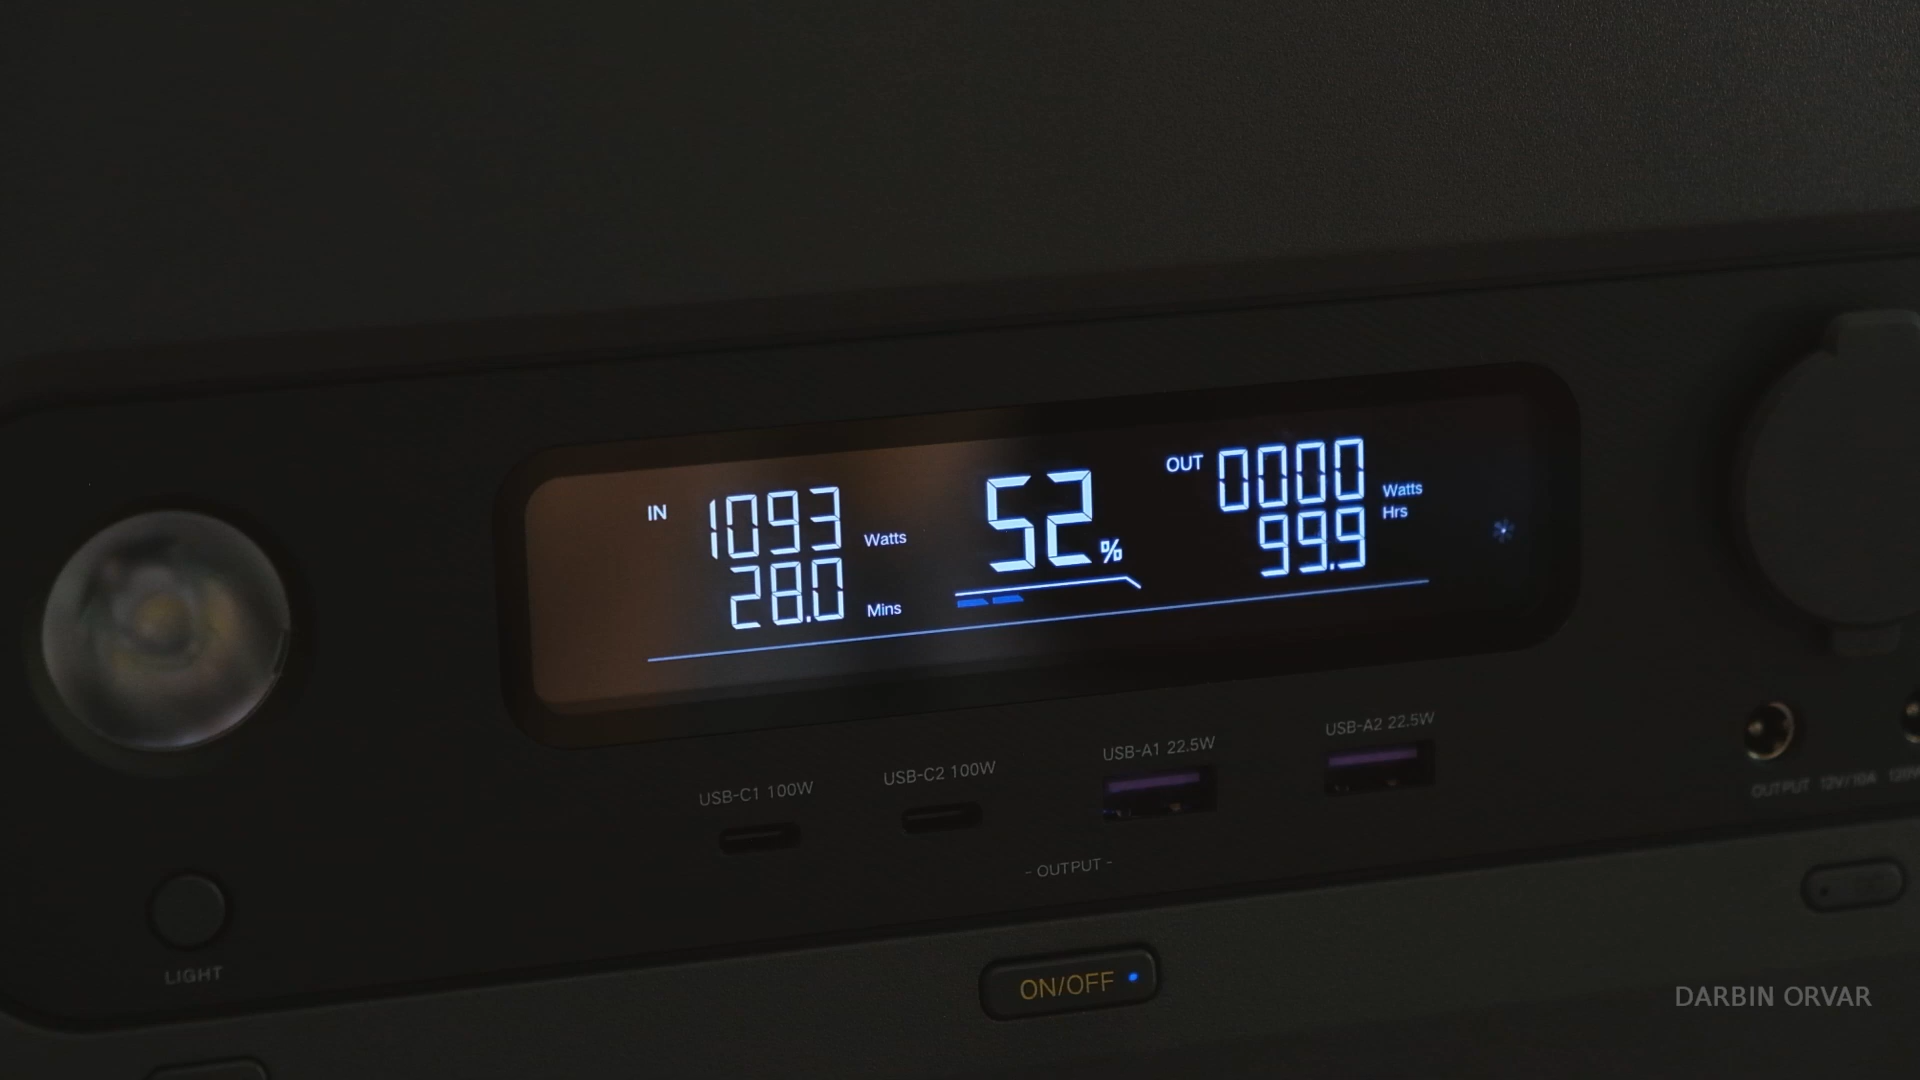 IN 1093 Watts
28.0 Mins
52%
OUT 0000 Watts
99.9 Hrs
USB-C1 100W
USB-C2 100W
USB-A1 22.5W
USB-A2 22.5W
OUTPUT 12V/10A
- OUTPUT -
LIGHT
ON/OFF
DARBIN ORVAR